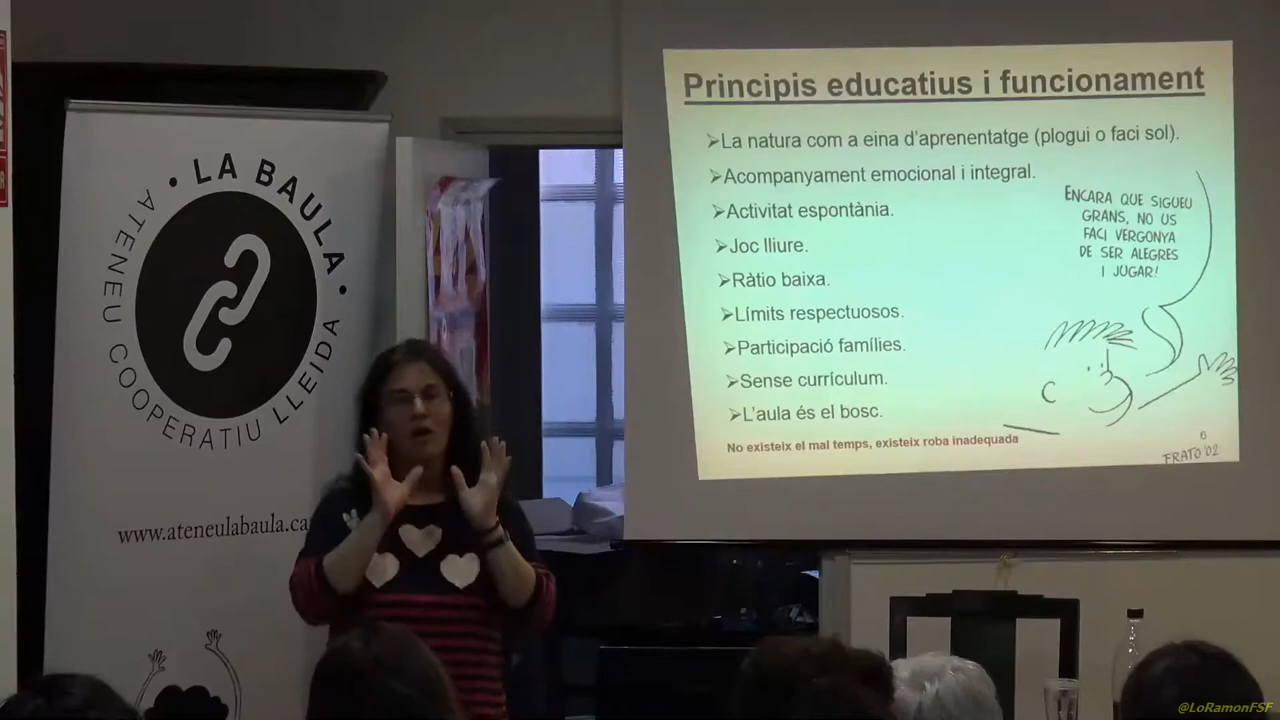 LA BAULA
ATENEU COOPERATIU LLEIDA
www.ateneulabaula.ca
Principis educatius i funcionament
La natura com a eina d'aprenentatge (plogui o faci sol).
Acompanyament emocional i integral.
Activitat espontània.
Joc lliure.
Ràtio baixa.
Límits respectuosos.
Participació famílies.
Sense currículum.
L'aula és el bosc.
No existeix el mal temps, existeix roba inadequada
ENCARA QUE SIGUEU
GRANS, NO US
FACI VERGONYA
DE SER ALEGRES
I JUGAR!
6
FRATO '02
@LoRamonFSF